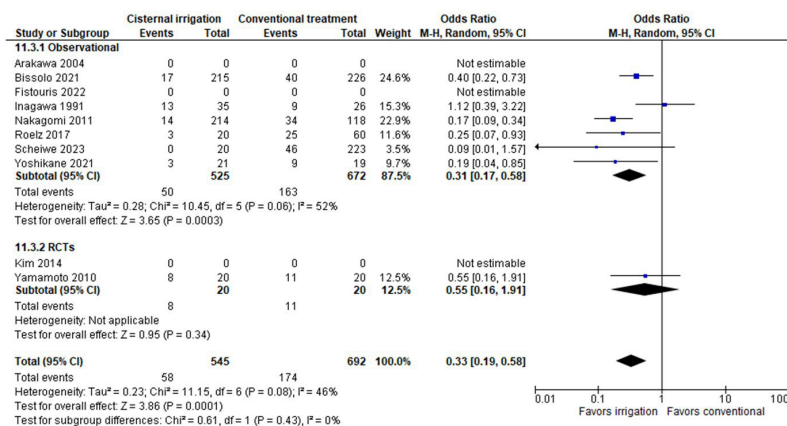 Cisternal irrigation Conventional treatment Odds Ratio Odds Ratio
Study or Subgroup Events Total Events Total Weight M-H, Random, 95% CI M-H, Random, 95% CI
11.3.1 Observational
Arakawa 2004 0 0 0 0 Not estimable
Bissolo 2021 17 215 40 226 24.6% 0.40 [0.22, 0.73]
Fistouris 2022 0 0 0 0 Not estimable
Inagawa 1991 13 35 9 26 15.3% 1.12 [0.39, 3.22]
Nakagomi 2011 14 214 34 118 22.9% 0.17 [0.09, 0.34]
Roelz 2017 3 20 25 60 11.6% 0.25 [0.07, 0.93]
Scheiwe 2023 0 20 46 223 3.5% 0.09 [0.01, 1.57]
Yoshikane 2021 3 21 9 19 9.7% 0.19 [0.04, 0.85]
Subtotal (95% CI) 525 672 87.5% 0.31 [0.17, 0.58]
Total events 50 163
Heterogeneity: Tau² = 0.28; Chi² = 10.45, df = 5 (P = 0.06); I² = 52%
Test for overall effect: Z = 3.65 (P = 0.0003)
11.3.2 RCTs
Kim 2014 0 0 0 0 Not estimable
Yamamoto 2010 8 20 11 20 12.5% 0.55 [0.16, 1.91]
Subtotal (95% CI) 20 20 12.5% 0.55 [0.16, 1.91]
Total events 8 11
Heterogeneity: Not applicable
Test for overall effect: Z = 0.95 (P = 0.34)
Total (95% CI) 545 692 100.0% 0.33 [0.19, 0.58]
Total events 58 174
Heterogeneity: Tau² = 0.23; Chi² = 11.15, df = 6 (P = 0.08); I² = 46%
Test for overall effect: Z = 3.86 (P = 0.0001)
Test for subgroup differences: Chi² = 0.61, df = 1 (P = 0.43), I² = 0%
0.01 0.1 1 10 100
Favors irrigation Favors conventional